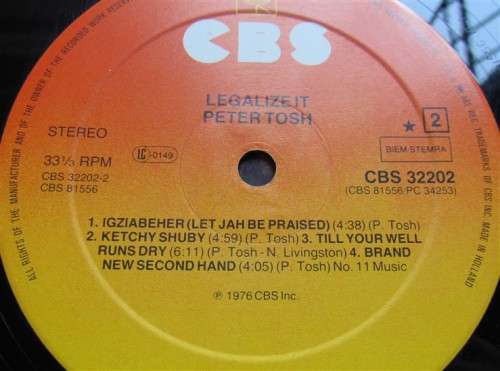 CBS
LEGALIZE IT
PETER TOSH
STEREO
33⅓ RPM
CBS 32202-2
CBS 81556
LC -0149
★ 2
BIEM-STEMRA
CBS 32202
(CBS 81556/PC 34253)
1. IGZIABEHER (LET JAH BE PRAISED) (4:38) (P. Tosh)
2. KETCHY SHUBY (4:59) (P. Tosh) 3. TILL YOUR WELL
RUNS DRY (6:11) (P. Tosh - N. Livingston) 4. BRAND
NEW SECOND HAND (4:05) (P. Tosh) No. 11 Music
℗ 1976 CBS Inc.
ALL RIGHTS OF THE MANUFACTURER AND OF THE OWNER OF THE RECORDED WORK RESERVED
TRADEMARKS OF CBS INC. MADE IN HOLLAND